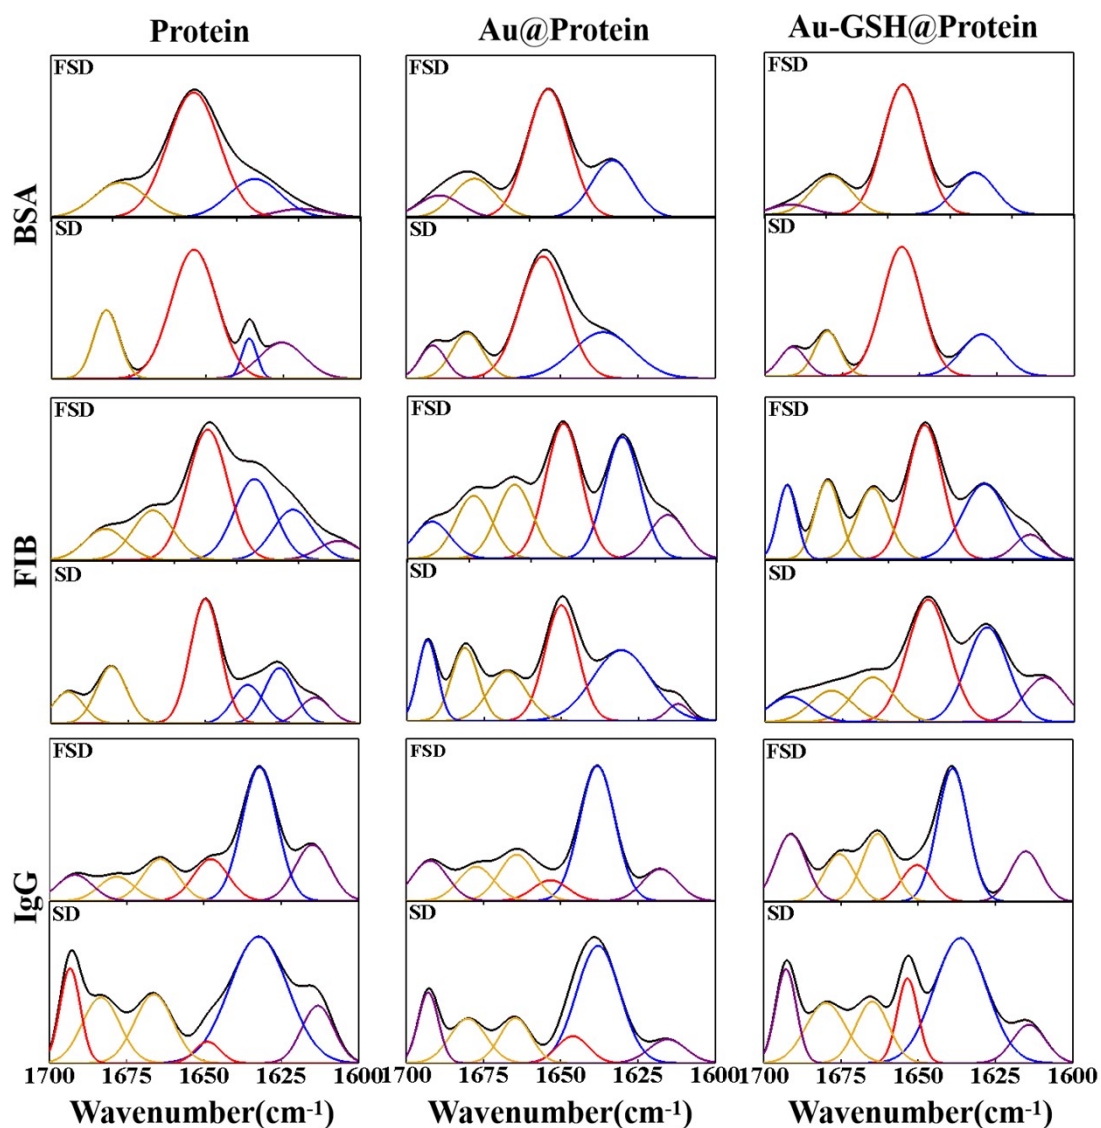 Protein Au@Protein Au-GSH@Protein
BSA
FSD FSD FSD
SD SD SD
FIB
FSD FSD FSD
SD SD SD
IgG
FSD FSD FSD
SD SD SD
1700 1675 1650 1625 1600 1700 1675 1650 1625 1600 1700 1675 1650 1625 1600
Wavenumber(cm-1) Wavenumber(cm-1) Wavenumber(cm-1)